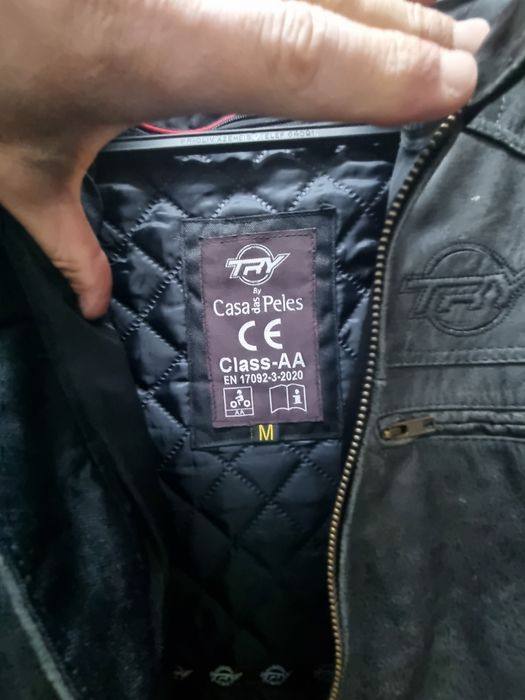 TRY
By
Casa das Peles
CE
Class-AA
EN 17092-3-2020
AA
i
M
TRY